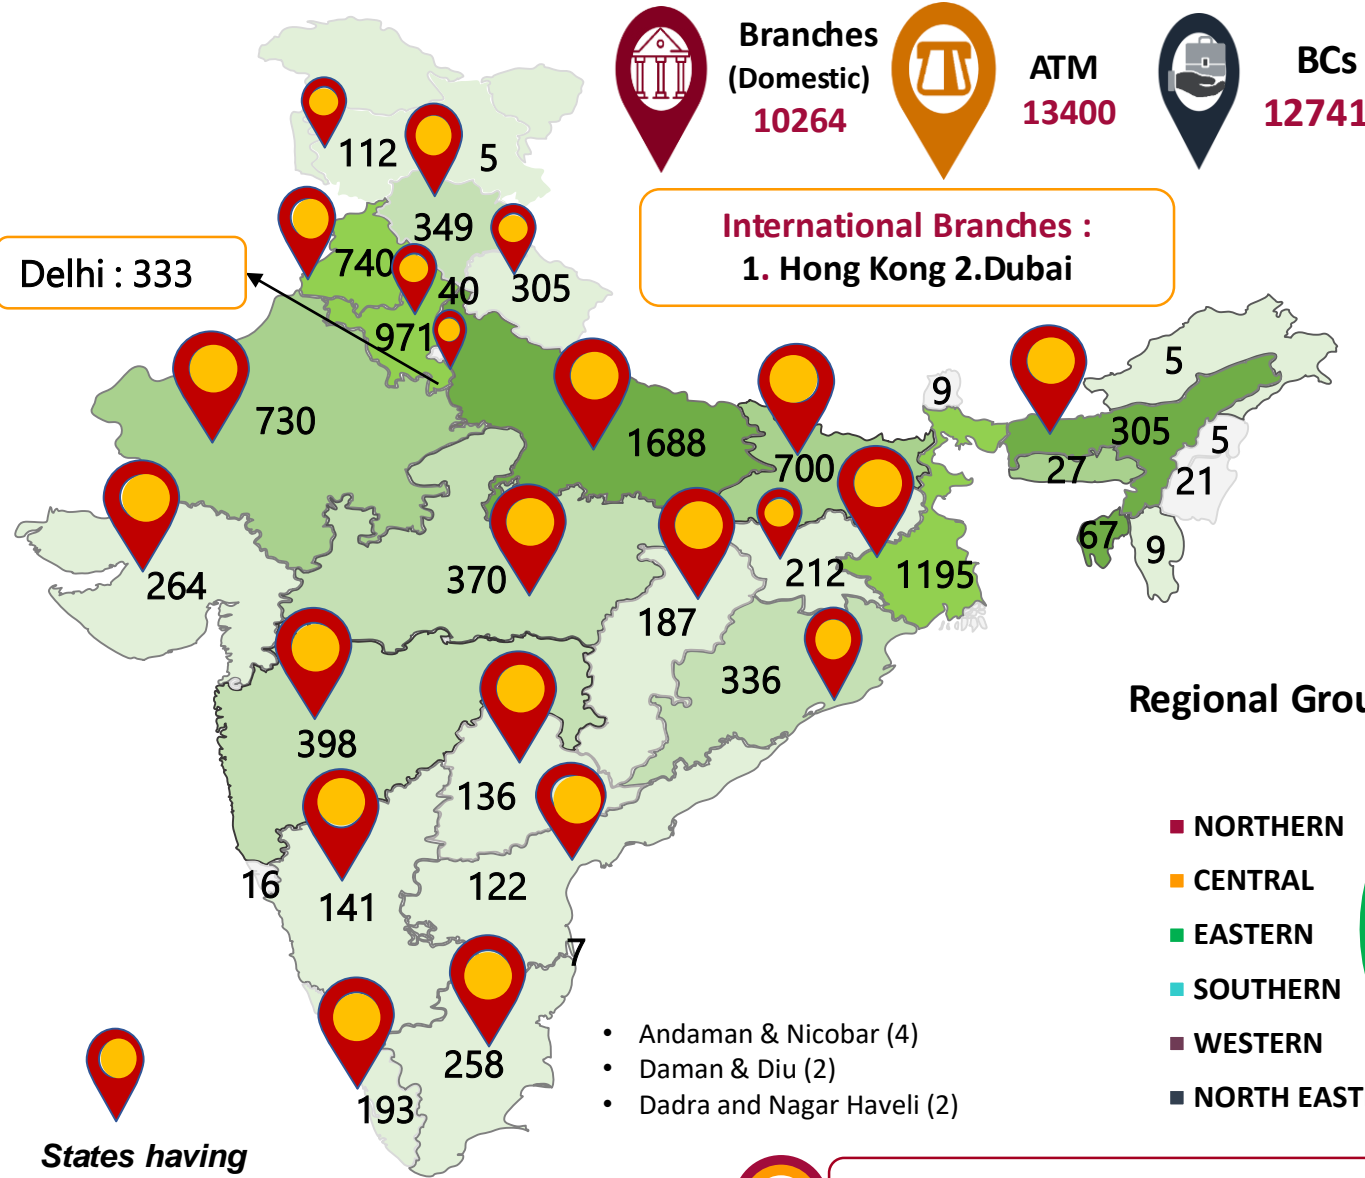 Branches
(Domestic)
10264
ATM
13400
BCs
12741
International Branches :
1. Hong Kong 2.Dubai
Delhi : 333
112
5
349
740
40
305
971
730
1688
700
9
5
305
5
27
21
67
9
264
370
187
212
1195
336
398
136
16
141
122
7
258
193
• Andaman & Nicobar (4)
• Daman & Diu (2)
• Dadra and Nagar Haveli (2)
Regional Grou
NORTHERN
CENTRAL
EASTERN
SOUTHERN
WESTERN
NORTH EAST
States having